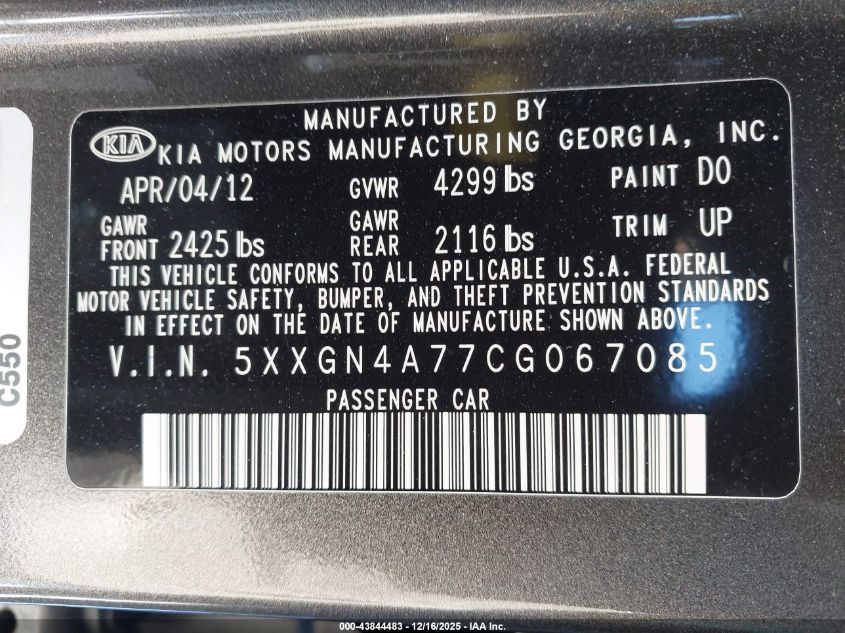 MANUFACTURED BY
KIA KIA MOTORS MANUFACTURING GEORGIA, INC.
APR/04/12 GVWR 4299 lbs PAINT DO
GAWR FRONT 2425 lbs GAWR REAR 2116 lbs TRIM UP
THIS VEHICLE CONFORMS TO ALL APPLICABLE U.S.A. FEDERAL
MOTOR VEHICLE SAFETY, BUMPER, AND THEFT PREVENTION STANDARDS
IN EFFECT ON THE DATE OF MANUFACTURE SHOWN ABOVE.
V.I.N. 5XXGN4A77CG067085
PASSENGER CAR
C550
000-43844483 - 12/16/2025 - IAA Inc.